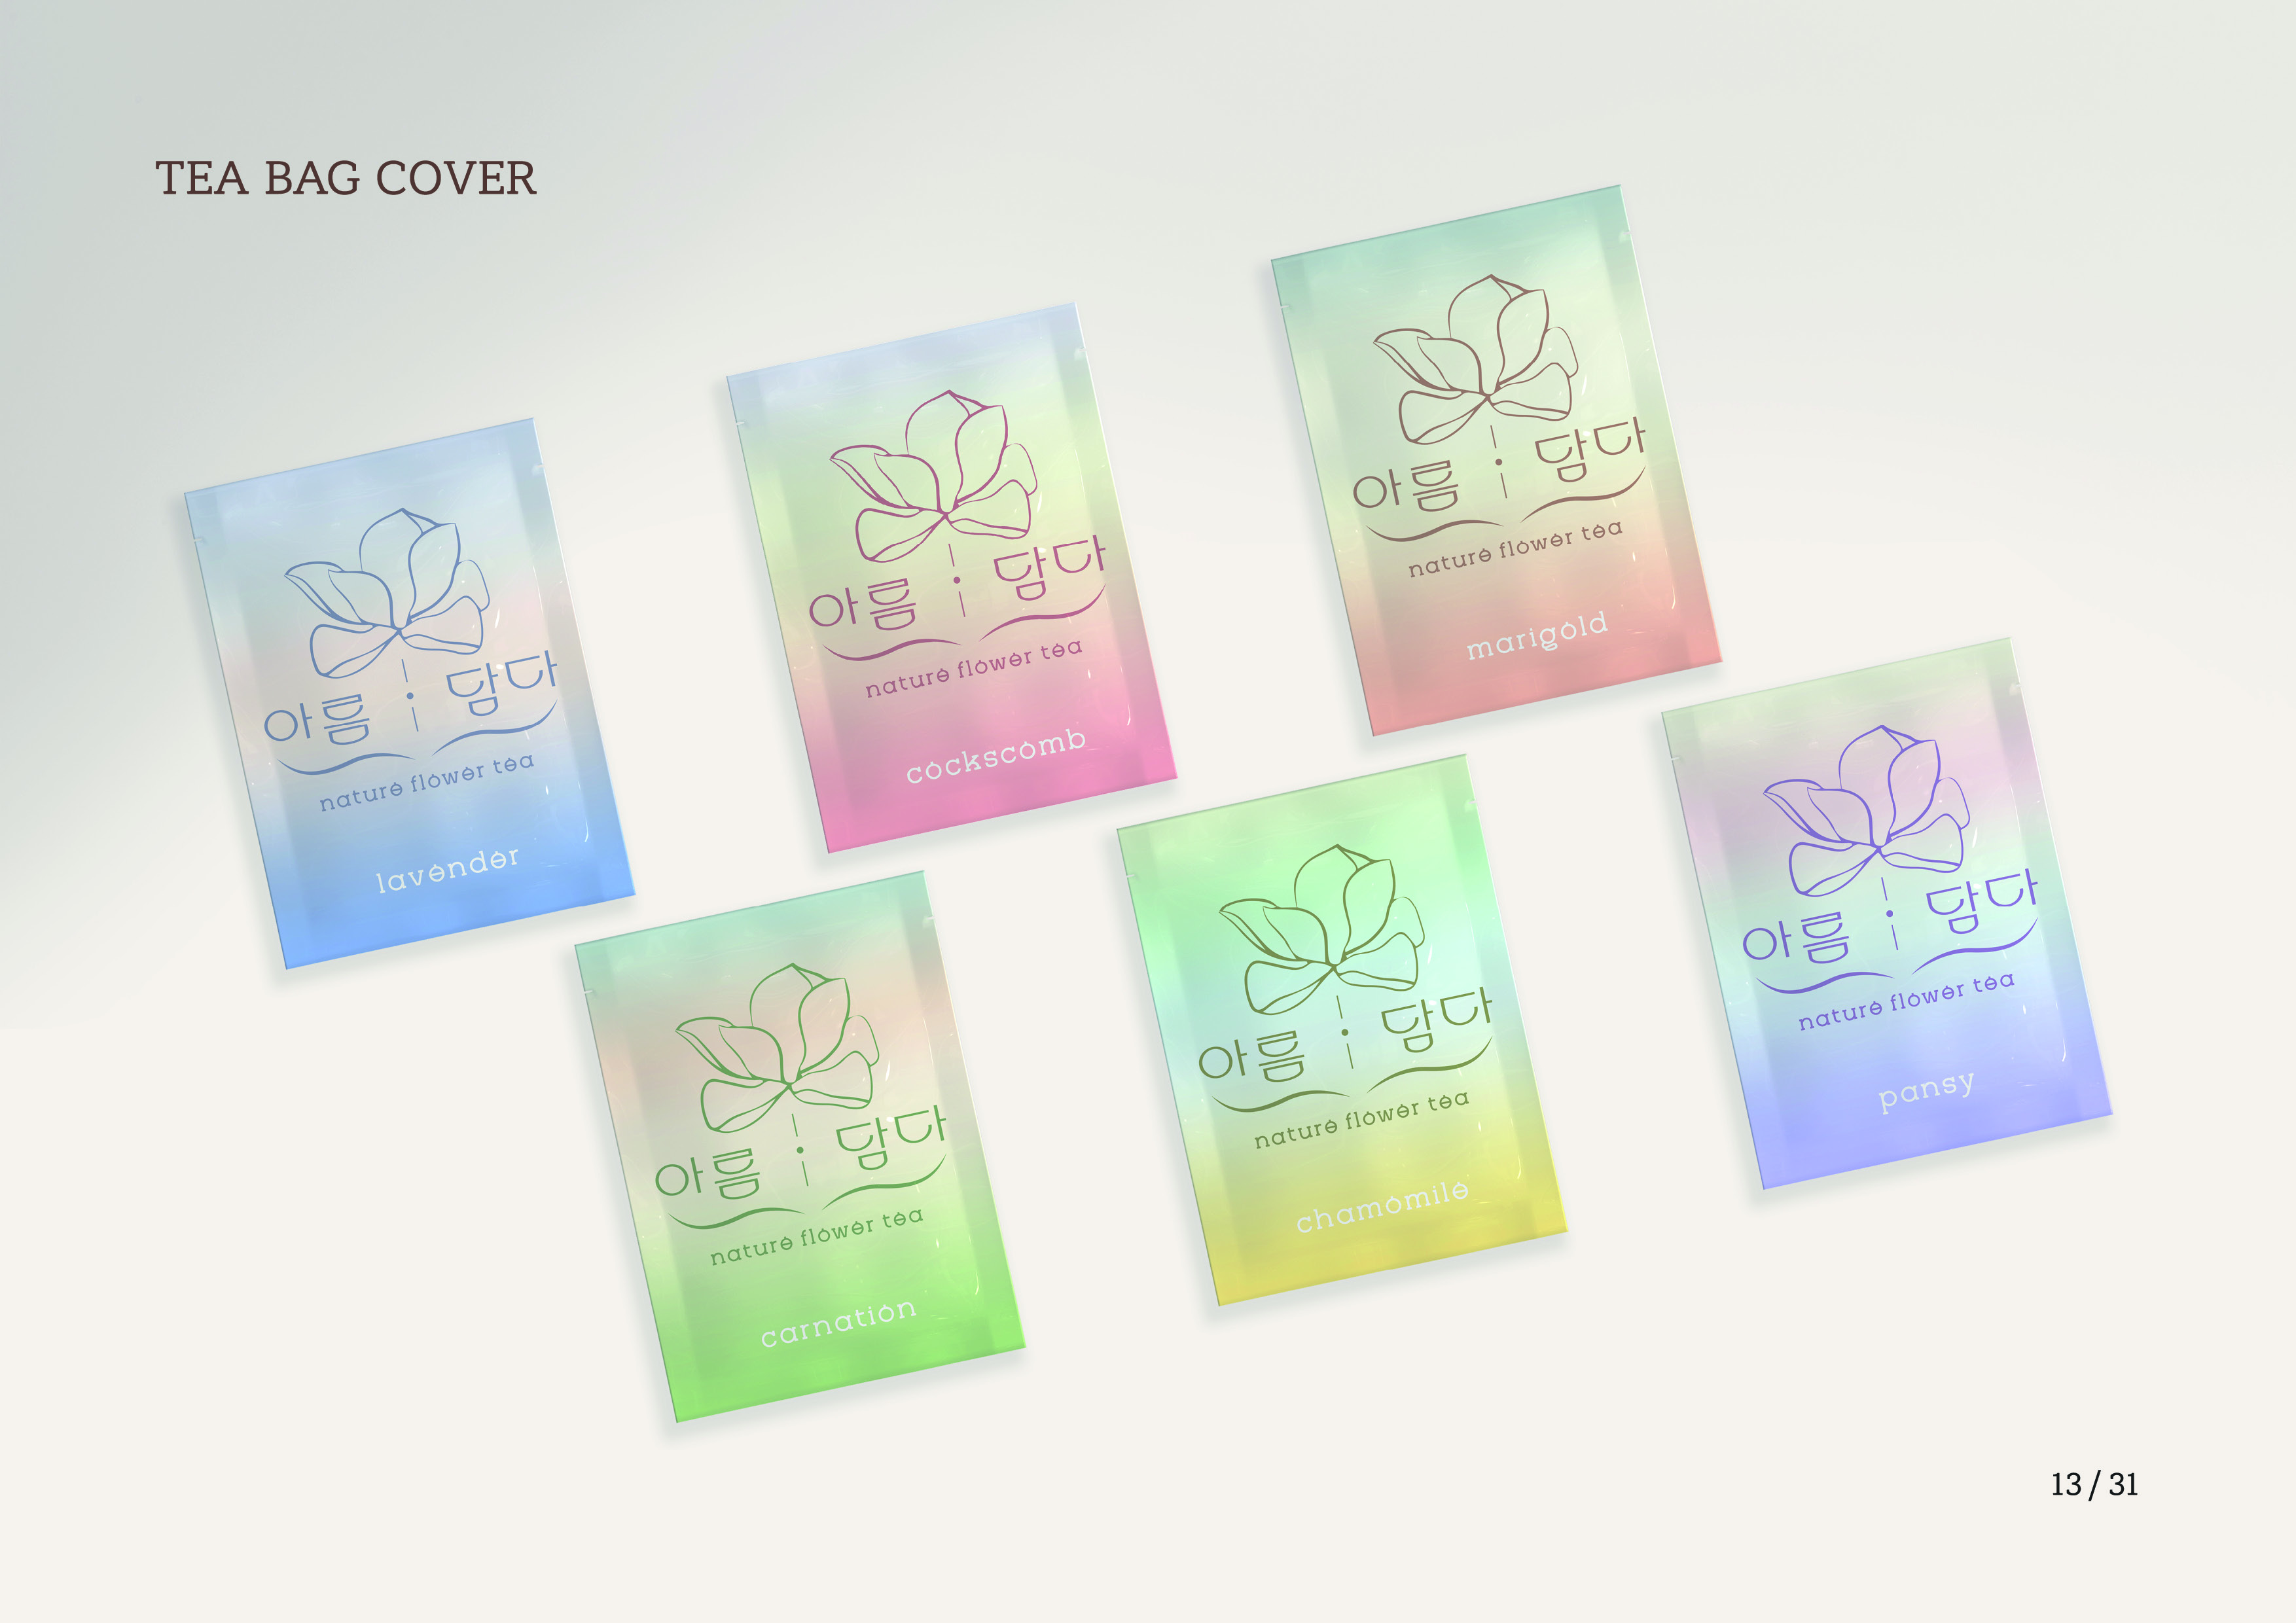 TEA BAG COVER
아름 담다
nature flower tea
lavender
아름 담다
nature flower tea
cockscomb
아름 담다
nature flower tea
marigold
아름 담다
nature flower tea
carnation
아름 담다
nature flower tea
chamomile
아름 담다
nature flower tea
pansy
13 / 31